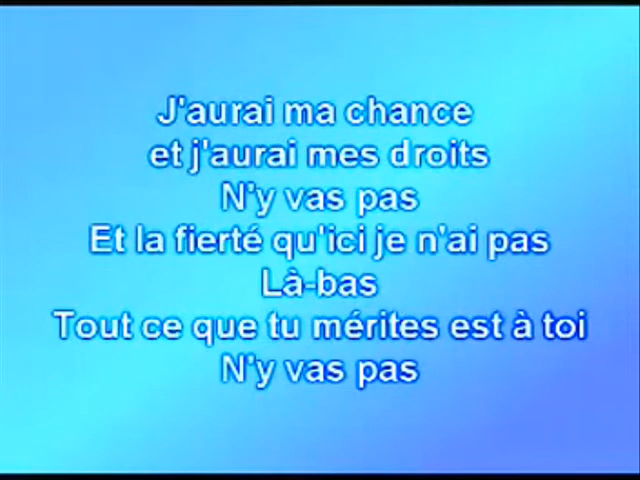 J'aurai ma chance
et j'aurai mes droits
N'y vas pas
Et la fierté qu'ici je n'ai pas
Là-bas
Tout ce que tu mérites est à toi
N'y vas pas